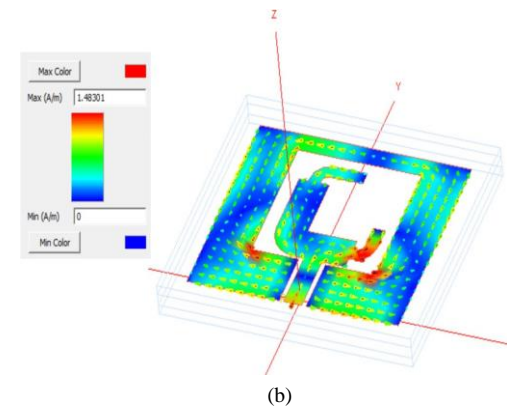 Z
Y
Max Color
Max (A/m) 1.48301
Min (A/m) 0
Min Color
(b)